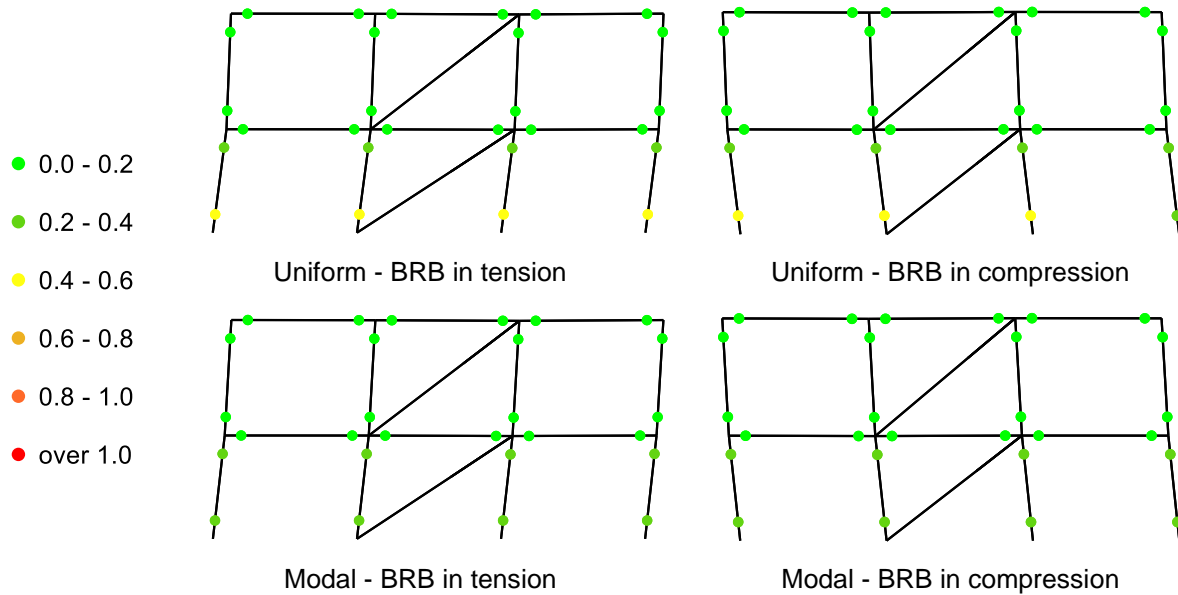 0.0 - 0.2
0.2 - 0.4
0.4 - 0.6
0.6 - 0.8
0.8 - 1.0
over 1.0
Uniform - BRB in tension
Uniform - BRB in compression
Modal - BRB in tension
Modal - BRB in compression